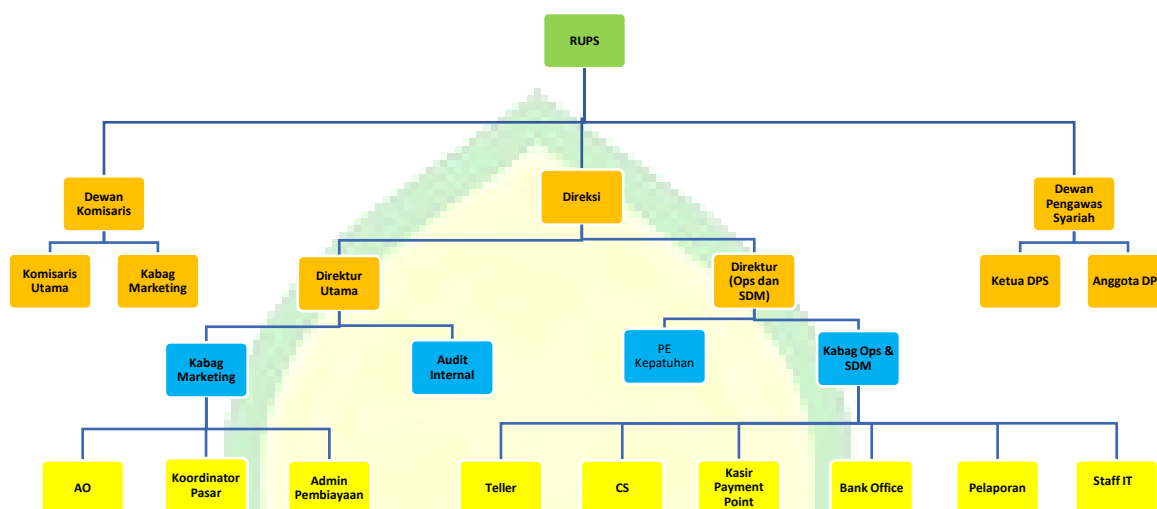 RUPS
Dewan
Komisaris
Direksi
Dewan
Pengawas
Syariah
Komisaris
Utama
Kabag
Marketing
Direktur
Utama
Direktur
(Ops dan
SDM)
Ketua DPS
Anggota DP
Kabag
Marketing
Audit
Internal
PE
Kepatuhan
Kabag Ops &
SDM
AO
Koordinator
Pasar
Admin
Pembiayaan
Teller
CS
Kasir
Payment
Point
Bank Office
Pelaporan
Staff IT